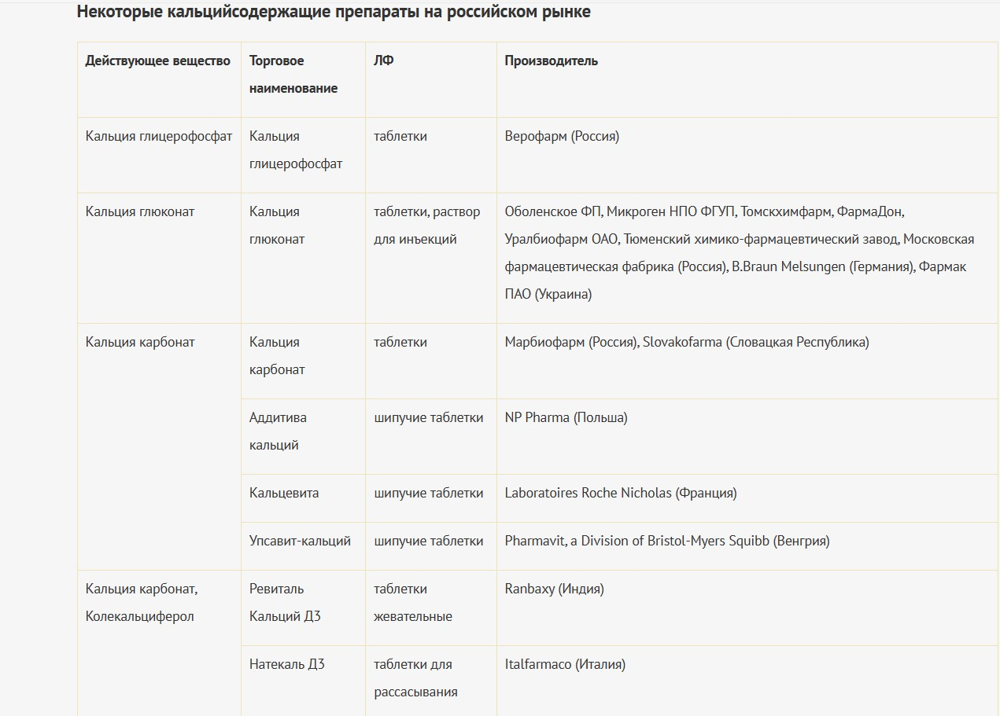 Некоторые кальцийсодержащие препараты на российском рынке
Действующее вещество
Торговое
наименование
ЛФ
Производитель
Кальция глицерофосфат
Кальция
глицерофосфат
таблетки
Верофарм (Россия)
Кальция глюконат
Кальция
глюконат
таблетки, раствор
для инъекций
Оболенское ФП, Микроген НПО ФГУП, Томскхимфарм, ФармаДон,
Уралбиофарм ОАО, Тюменский химико-фармацевтический завод, Московская
фармацевтическая фабрика (Россия), B.Braun Melsungen (Германия), Фармак
ПАО (Украина)
Кальция карбонат
Кальция
карбонат
таблетки
Марбиофарм (Россия), Slovakofarma (Словацкая Республика)
Аддитива
кальций
шипучие таблетки
NP Pharma (Польша)
Кальцевита
шипучие таблетки
Laboratoires Roche Nicholas (Франция)
Упсавит-кальций
шипучие таблетки
Pharmavit, a Division of Bristol-Myers Squibb (Венгрия)
Кальция карбонат,
Колекальциферол
Ревиталь
Кальций Д3
таблетки
жевательные
Ranbaxy (Индия)
Натекаль Д3
таблетки для
рассасывания
Italfarmaco (Италия)